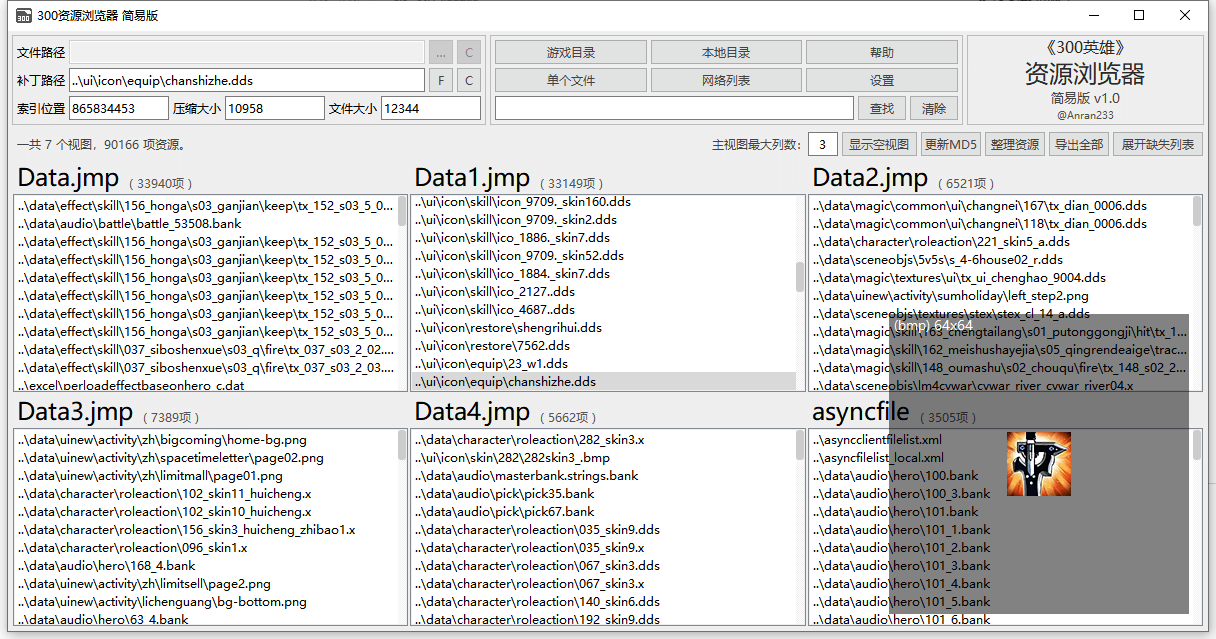 300资源浏览器 简易版
文件路径 ... C 游戏目录 本地目录 帮助 《300英雄》
补丁路径 ..\ui\icon\equip\chanshizhe.dds F C 单个文件 网络列表 设置 资源浏览器
索引位置 865834453 压缩大小 10958 文件大小 12344 查找 清除 简易版 v1.0
@Anran233
一共 7 个视图，90166 项资源。 主视图最大列数: 3 显示空视图 更新MD5 整理资源 导出全部 展开缺失列表
Data.jmp ( 33940项 )
..\data\effect\skill\156_honga\s03_ganjian\keep\tx_152_s03_5_0...
..\data\audio\battle\battle_53508.bank
..\data\effect\skill\156_honga\s03_ganjian\keep\tx_152_s03_5_0...
..\data\effect\skill\156_honga\s03_ganjian\keep\tx_152_s03_5_0...
..\data\effect\skill\156_honga\s03_ganjian\keep\tx_152_s03_5_0...
..\data\effect\skill\156_honga\s03_ganjian\keep\tx_152_s03_5_0...
..\data\effect\skill\156_honga\s03_ganjian\keep\tx_152_s03_5_0...
..\data\effect\skill\156_honga\s03_ganjian\keep\tx_152_s03_5_0...
..\data\effect\skill\037_siboshenxue\s03_q\fire\tx_037_s03_2_02....
..\data\effect\skill\037_siboshenxue\s03_q\fire\tx_037_s03_2_03....
..\excel\perloadeffectbaseonhero_c.dat
Data1.jmp ( 33149项 )
..\ui\icon\skill\icon_9709._skin160.dds
..\ui\icon\skill\icon_9709._skin2.dds
..\ui\icon\skill\ico_1886._skin7.dds
..\ui\icon\skill\icon_9709._skin52.dds
..\ui\icon\skill\ico_1884._skin7.dds
..\ui\icon\skill\ico_2127..dds
..\ui\icon\skill\ico_4687..dds
..\ui\icon\restore\shengrihui.dds
..\ui\icon\restore\7562.dds
..\ui\icon\equip\23_w1.dds
..\ui\icon\equip\chanshizhe.dds
Data2.jmp ( 6521项 )
..\data\magic\common\ui\changnei\167\tx_dian_0006.dds
..\data\magic\common\ui\changnei\118\tx_dian_0006.dds
..\data\character\roleaction\221_skin5_a.dds
..\data\sceneobjs\5v5s\s_4-6house02_r.dds
..\data\magic\textures\ui\tx_ui_chenghao_9004.dds
..\data\uinew\activity\sumholiday\left_step2.png
..\data\sceneobjs\textures\stex\stex_cl_14_a.dds
(bmp) 64x64
..\data\magic\skill\163_chengtailang\s01_putonggongji\hit\tx_1...
..\data\magic\skill\162_meishushayejia\s05_qingrendeaige\trac...
..\data\magic\skill\148_oumashu\s02_chouqu\fire\tx_148_s02_2...
..\data\sceneobjs\lm4cvwar\cvwar_river_cvwar_river04.x
Data3.jmp ( 7389项 )
..\data\uinew\activity\zh\bigcoming\home-bg.png
..\data\uinew\activity\zh\spacetimeletter\page02.png
..\data\uinew\activity\zh\limitmall\page01.png
..\data\character\roleaction\102_skin11_huicheng.x
..\data\character\roleaction\102_skin10_huicheng.x
..\data\character\roleaction\156_skin3_huicheng_zhibao1.x
..\data\character\roleaction\096_skin1.x
..\data\audio\hero\168_4.bank
..\data\uinew\activity\zh\limitsell\page2.png
..\data\uinew\activity\lichenguang\bg-bottom.png
..\data\audio\hero\63_4.bank
Data4.jmp ( 5662项 )
..\data\character\roleaction\282_skin3.x
..\ui\icon\skin\282\282skin3_.bmp
..\data\audio\masterbank.strings.bank
..\data\audio\pick\pick35.bank
..\data\audio\pick\pick67.bank
..\data\character\roleaction\035_skin9.dds
..\data\character\roleaction\035_skin9.x
..\data\character\roleaction\067_skin3.dds
..\data\character\roleaction\067_skin3.x
..\data\character\roleaction\140_skin6.dds
..\data\character\roleaction\192_skin9.dds
asyncfile ( 3505项 )
..\asyncclientfilelist.xml
..\asyncfilelist_local.xml
..\data\audio\hero\100.bank
..\data\audio\hero\100_3.bank
..\data\audio\hero\101.bank
..\data\audio\hero\101_1.bank
..\data\audio\hero\101_2.bank
..\data\audio\hero\101_3.bank
..\data\audio\hero\101_4.bank
..\data\audio\hero\101_5.bank
..\data\audio\hero\101_6.bank